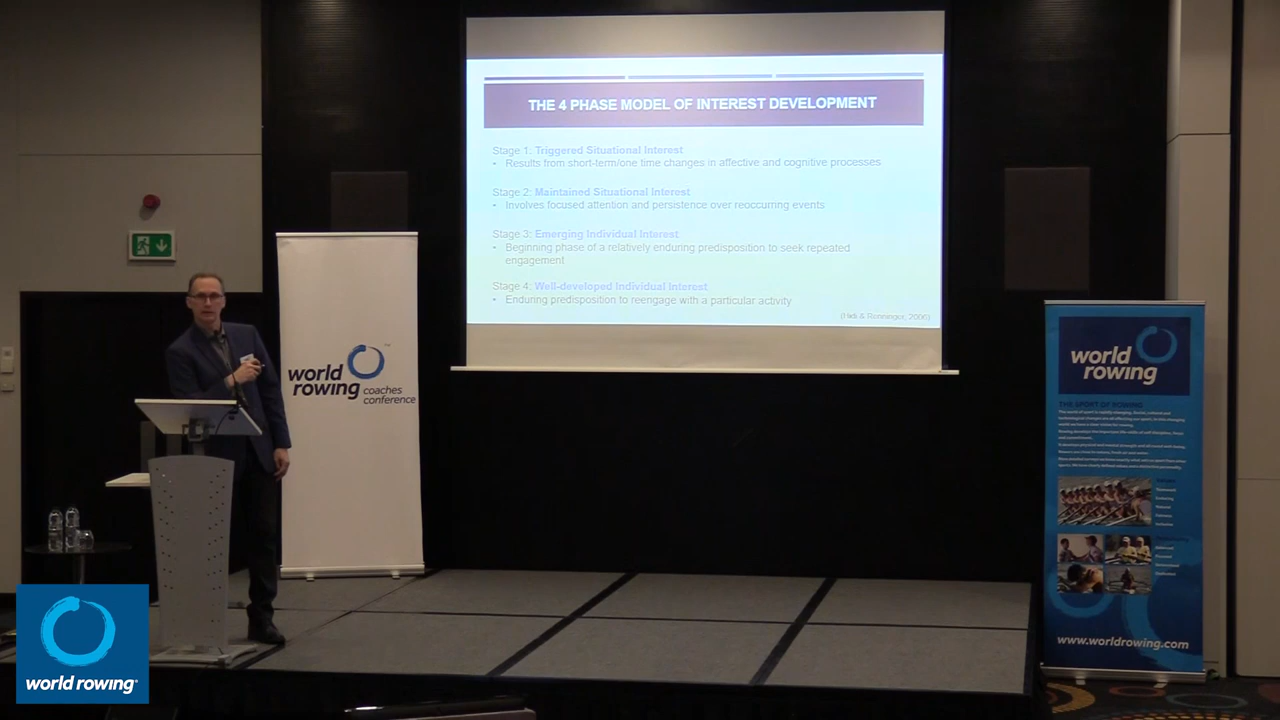 THE 4 PHASE MODEL OF INTEREST DEVELOPMENT
Stage 1: Triggered Situational Interest
• Results from short-term/one time changes in affective and cognitive processes
Stage 2: Maintained Situational Interest
• Involves focused attention and persistence over reoccurring events
Stage 3: Emerging Individual Interest
• Beginning phase of a relatively enduring predisposition to seek repeated
engagement
Stage 4: Well-developed Individual Interest
• Enduring predisposition to reengage with a particular activity
(Hidi & Renninger, 2006)
world
rowing
coaches
conference
world
rowing
THE SPORT OF ROWING
www.worldrowing.com
world rowing